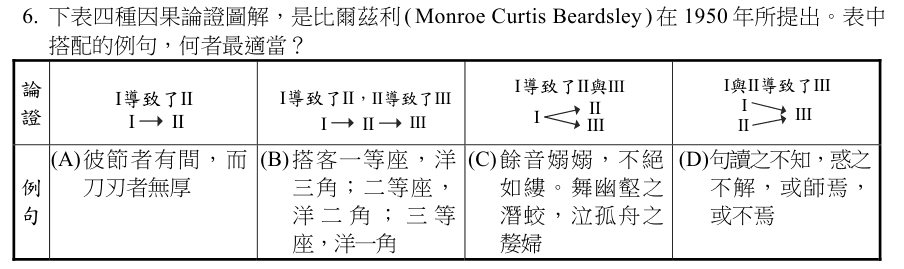 6. 下表四種因果論證圖解，是比爾茲利(Monroe Curtis Beardsley)在 1950 年所提出。表中
搭配的例句，何者最適當？
論證
I導致了II
I → II
I導致了II，II導致了III
I → II → III
I導致了II與III
I
II
III
I與II導致了III
I
II
III
例句
(A)彼節者有間，而
刀刃者無厚
(B)搭客一等座，洋
三角；二等座，
洋二角；三等
座，洋一角
(C)餘音嫋嫋，不絕
如縷。舞幽壑之
潛蛟，泣孤舟之
嫠婦
(D)句讀之不知，惑之
不解，或師焉，
或不焉